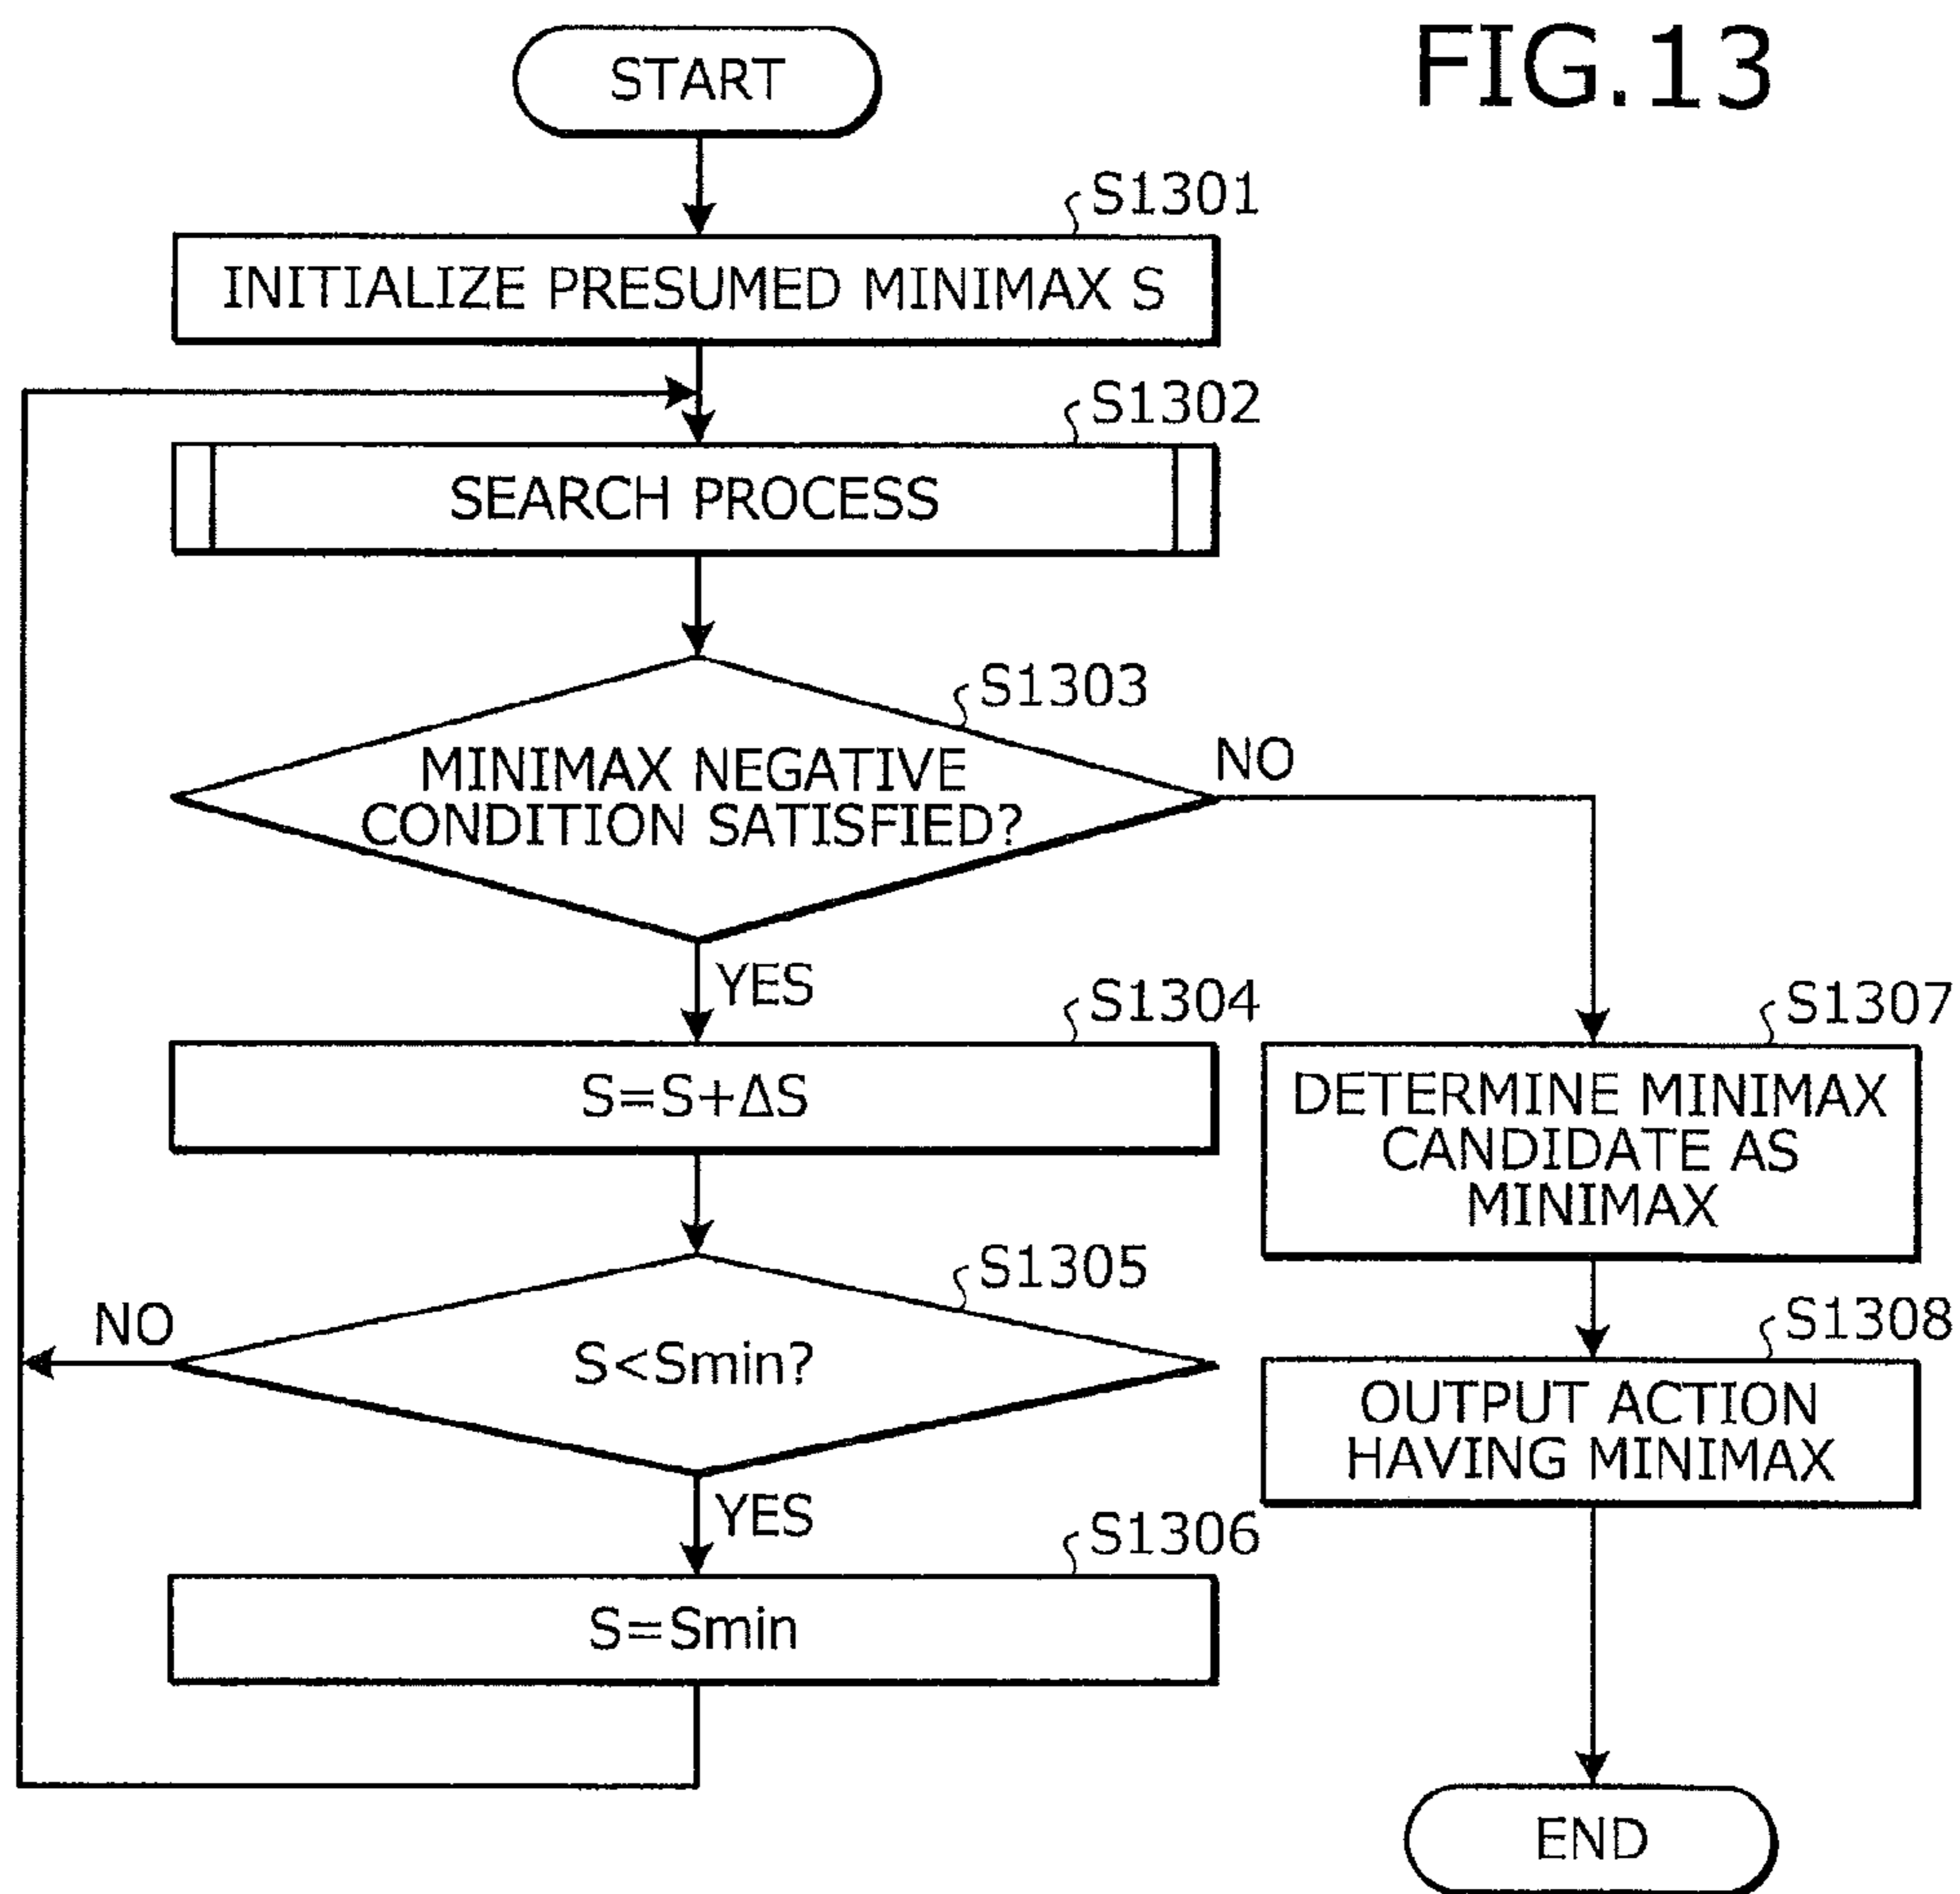 FIG.13
START
S1301
INITIALIZE PRESUMED MINIMAX S
S1302
SEARCH PROCESS
S1303
MINIMAX NEGATIVE
CONDITION SATISFIED?
NO
YES
S1304
S=S+ΔS
S1305
S<Smin?
NO
YES
S1306
S=Smin
S1307
DETERMINE MINIMAX
CANDIDATE AS
MINIMAX
S1308
OUTPUT ACTION
HAVING MINIMAX
END